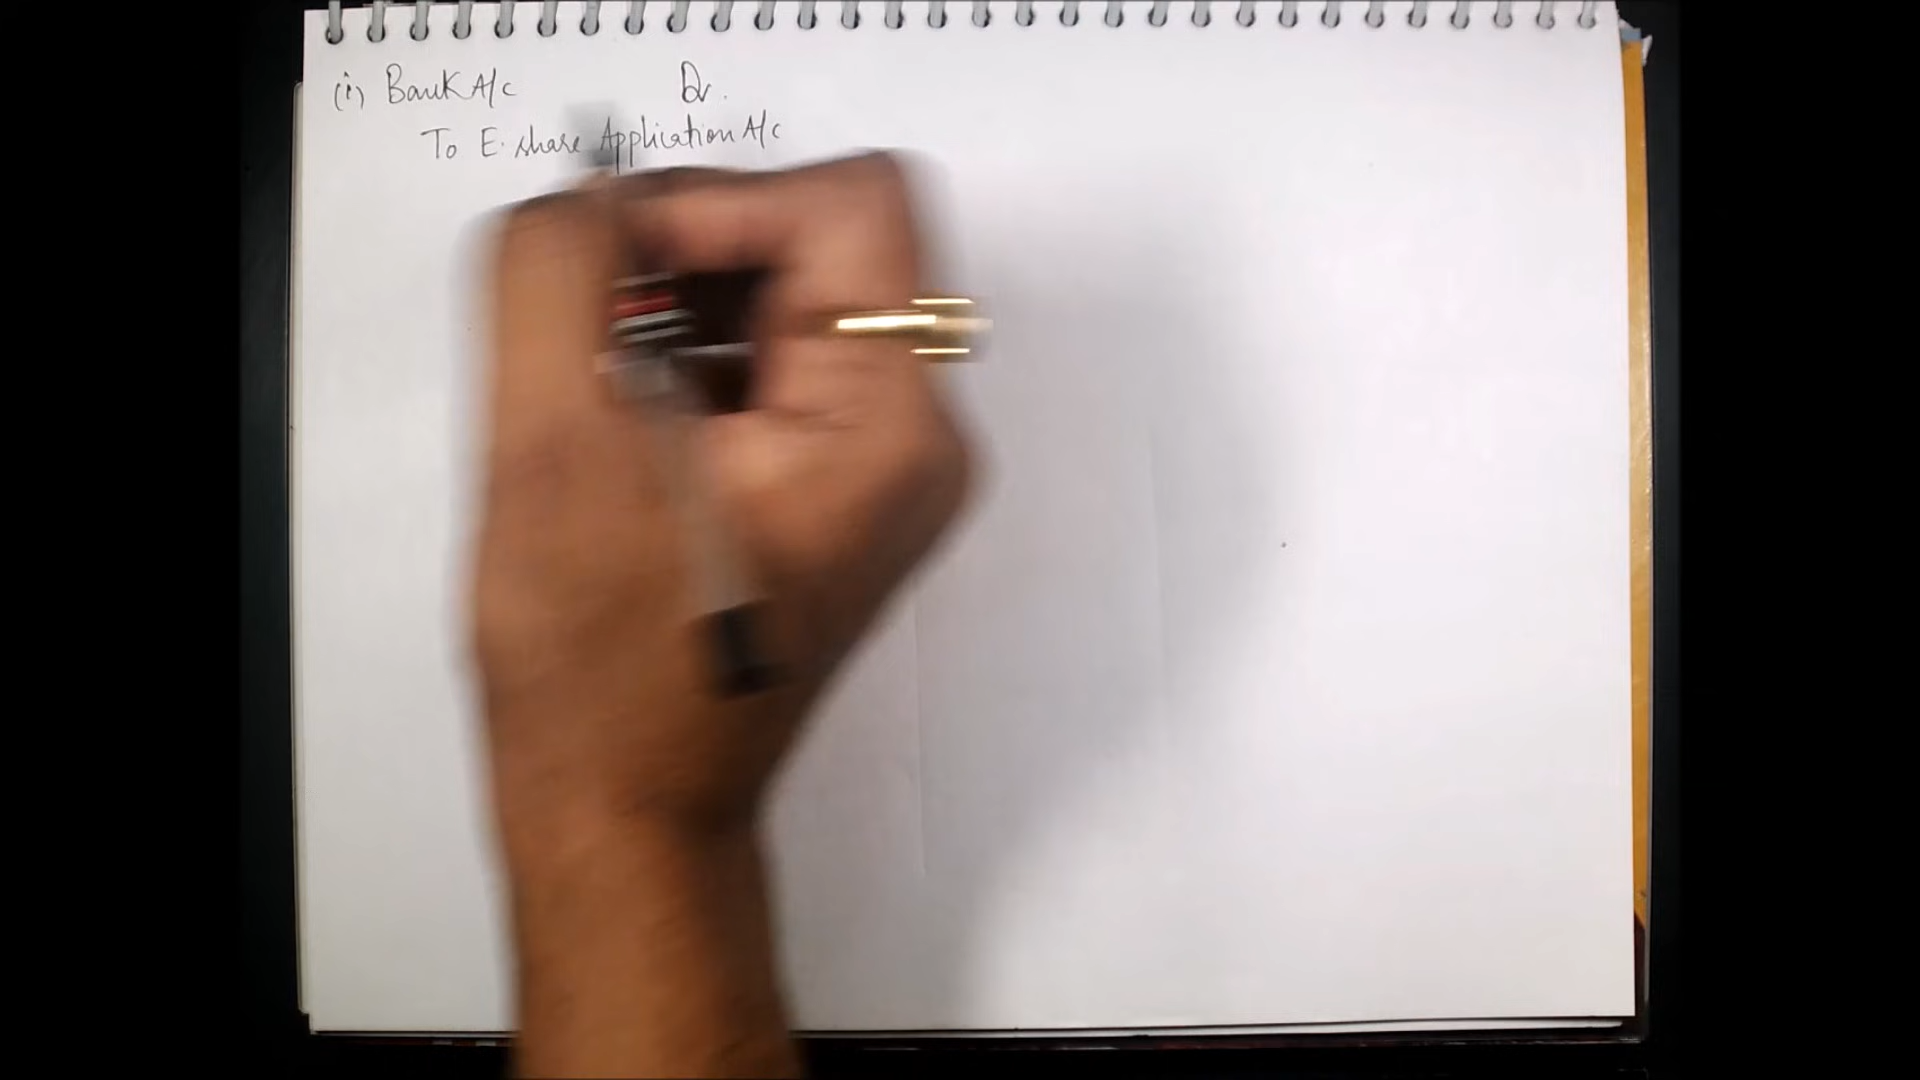 (i) Bank A/c Dr.
To E. share Application A/c